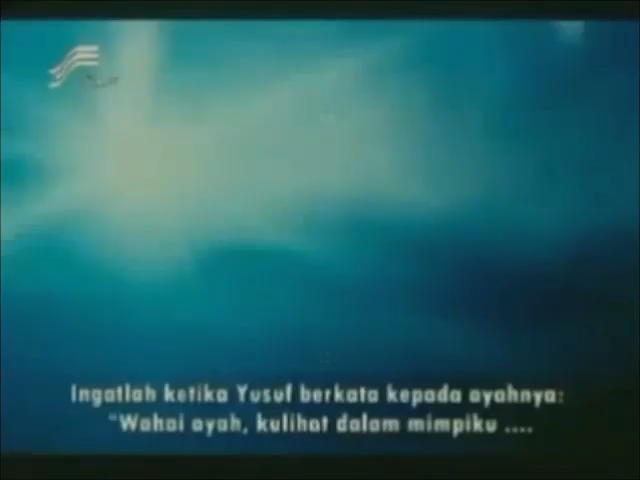 Ingatlah ketika Yusuf berkata kepada ayahnya:
"Wahai ayah, kulihat dalam mimpiku ....